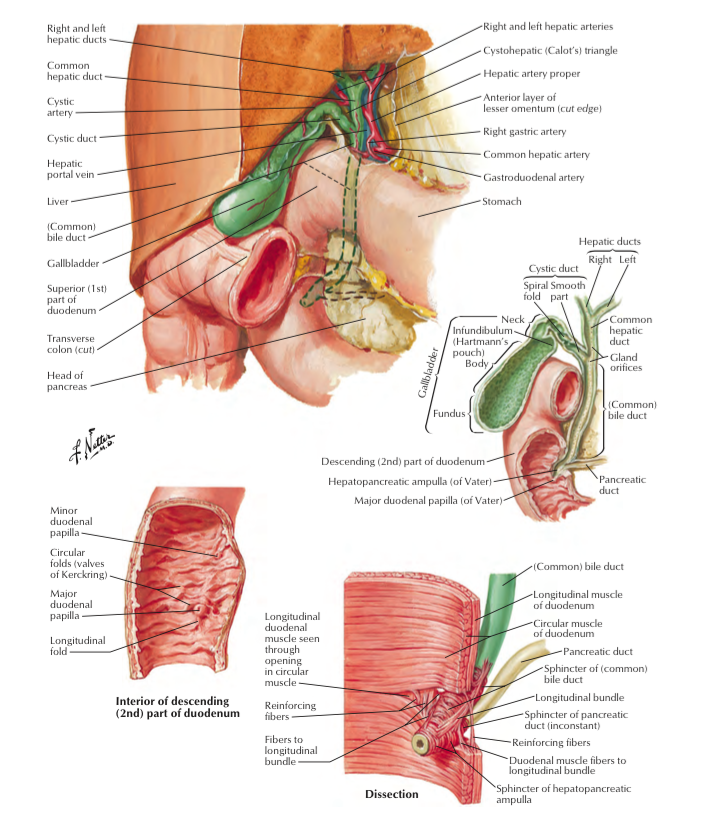 Right and left
hepatic ducts
Common
hepatic duct
Cystic
artery
Cystic duct
Hepatic
portal vein
Liver
(Common)
bile duct
Gallbladder
Superior (1st)
part of
duodenum
Transverse
colon (cut)
Head of
pancreas
Right and left hepatic arteries
Cystohepatic (Calot's) triangle
Hepatic artery proper
Anterior layer of
lesser omentum (cut edge)
Right gastric artery
Common hepatic artery
Gastroduodenal artery
Stomach
Hepatic ducts
Right Left
Cystic duct
Spiral Smooth
fold part
Neck
Infundibulum
(Hartmann's
pouch)
Body
Gallbladder
Fundus
Common
hepatic
duct
Gland
orifices
(Common)
bile duct
Descending (2nd) part of duodenum
Hepatopancreatic ampulla (of Vater)
Major duodenal papilla (of Vater)
Pancreatic
duct
F. Netter
M.D.
Minor
duodenal
papilla
Circular
folds (valves
of Kerckring)
Major
duodenal
papilla
Longitudinal
fold
Interior of descending
(2nd) part of duodenum
Longitudinal
duodenal
muscle seen
through
opening
in circular
muscle
Reinforcing
fibers
Fibers to
longitudinal
bundle
(Common) bile duct
Longitudinal muscle
of duodenum
Circular muscle
of duodenum
Pancreatic duct
Sphincter of (common)
bile duct
Longitudinal bundle
Sphincter of pancreatic
duct (inconstant)
Reinforcing fibers
Duodenal muscle fibers to
longitudinal bundle
Sphincter of hepatopancreatic
ampulla
Dissection